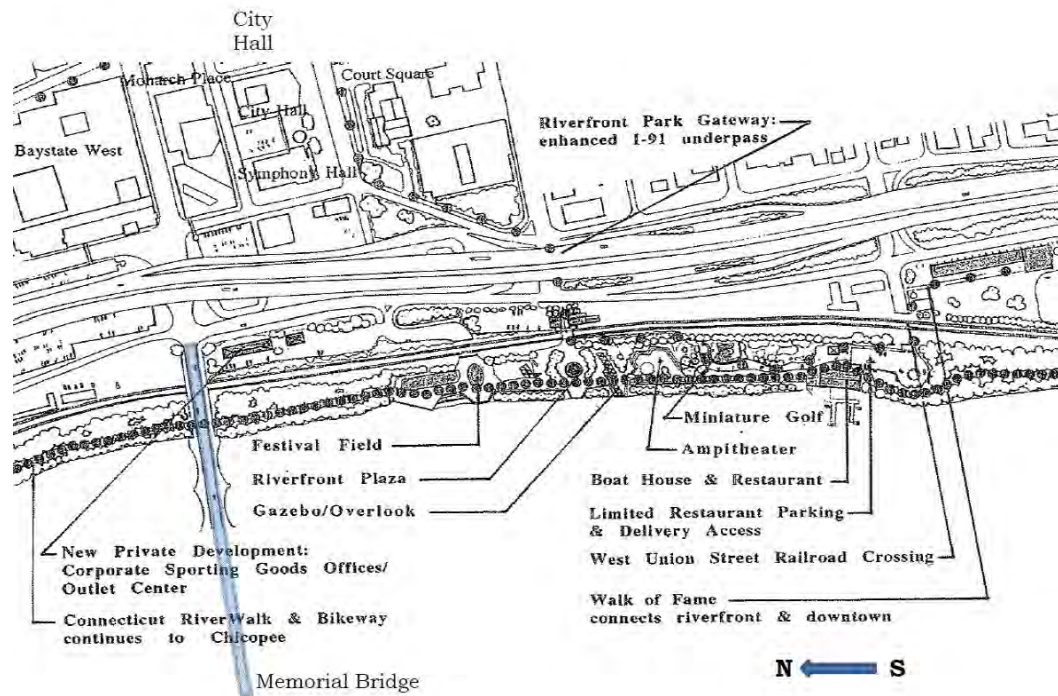 City
Hall
Monarch Place
Court Square
City Hall
Baystate West
Symphony Hall
Riverfront Park Gateway:
enhanced I-91 underpass
Festival Field
Riverfront Plaza
Gazebo/Overlook
Miniature Golf
Ampitheater
Boat House & Restaurant
Limited Restaurant Parking
& Delivery Access
West Union Street Railroad Crossing
Walk of Fame
connects riverfront & downtown
New Private Development:
Corporate Sporting Goods Offices/
Outlet Center
Connecticut RiverWalk & Bikeway
continues to Chicopee
Memorial Bridge
N S